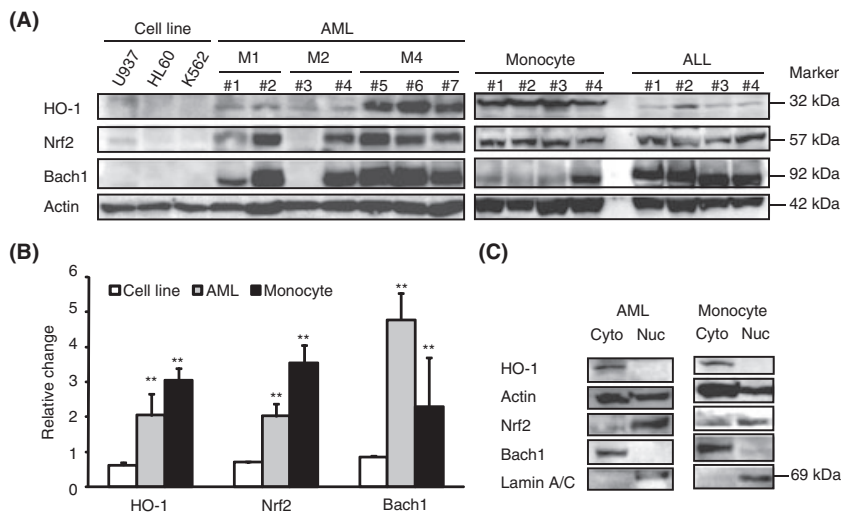 (A)
Cell line
AML
U937
HL60
K562
M1
M2
M4
Monocyte
ALL
#1 #2 #3 #4 #5 #6 #7
#1 #2 #3 #4
#1 #2 #3 #4
Marker
HO-1
32 kDa
Nrf2
57 kDa
Bach1
92 kDa
Actin
42 kDa
(B)
Relative change
6
5
4
3
2
1
0
Cell line AML Monocyte
**
**
**
**
**
**
HO-1 Nrf2 Bach1
(C)
AML Monocyte
Cyto Nuc Cyto Nuc
HO-1
Actin
Nrf2
Bach1
Lamin A/C
69 kDa